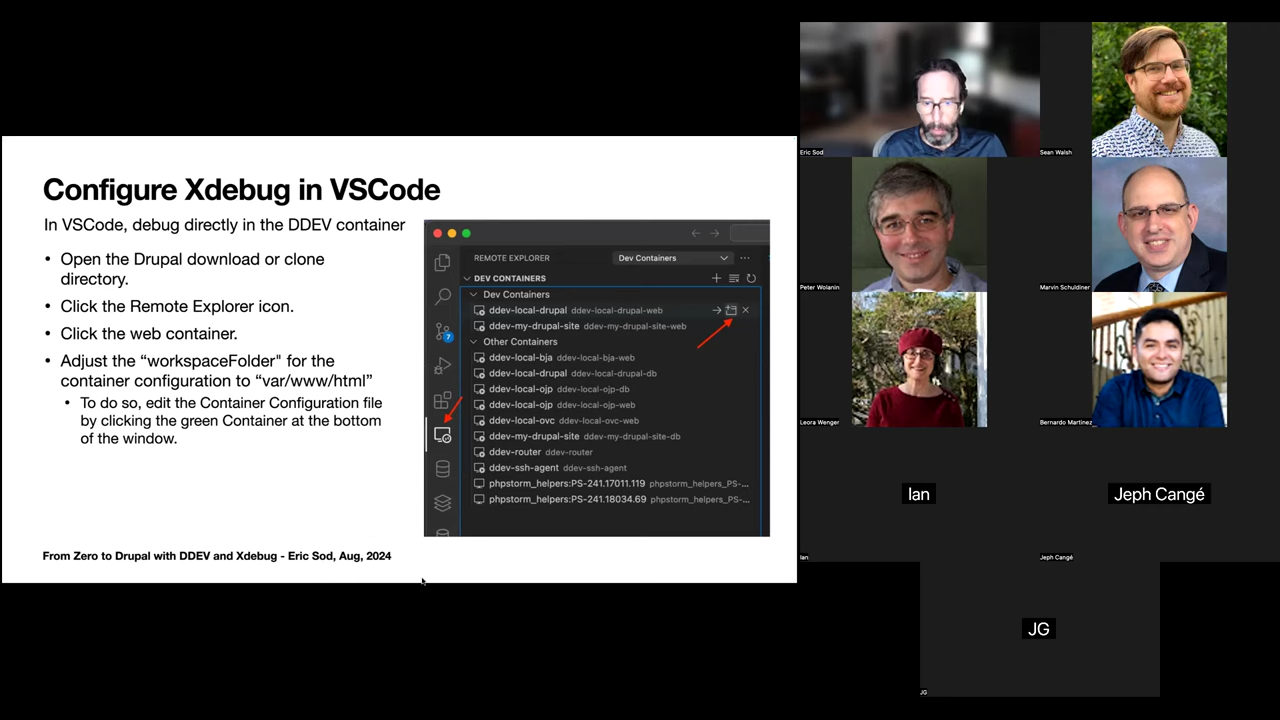 Configure Xdebug in VSCode
In VSCode, debug directly in the DDEV container
• Open the Drupal download or clone
directory.
• Click the Remote Explorer icon.
• Click the web container.
• Adjust the “workspaceFolder" for the
container configuration to “var/www/html”
• To do so, edit the Container Configuration file
by clicking the green Container at the bottom
of the window.
From Zero to Drupal with DDEV and Xdebug - Eric Sod, Aug, 2024
REMOTE EXPLORER Dev Containers
DEV CONTAINERS
Dev Containers
ddev-local-drupal ddev-local-drupal-web
ddev-my-drupal-site ddev-my-drupal-site-web
Other Containers
ddev-local-bja ddev-local-bja-web
ddev-local-drupal ddev-local-drupal-db
ddev-local-ojp ddev-local-ojp-db
ddev-local-ojp ddev-local-ojp-web
ddev-local-ovc ddev-local-ovc-web
ddev-my-drupal-site ddev-my-drupal-site-db
ddev-router ddev-router
ddev-ssh-agent ddev-ssh-agent
phpstorm_helpers:PS-241.17011.119 phpstorm_helpers_PS-...
phpstorm_helpers:PS-241.18034.69 phpstorm_helpers_PS-...
7
Eric Sod
Sean Walsh
Peter Wolanin
Marvin Schuldiner
Leora Wenger
Bernardo Martinez
Ian
Jeph Cangé
Ian
Jeph Cangé
JG
JG